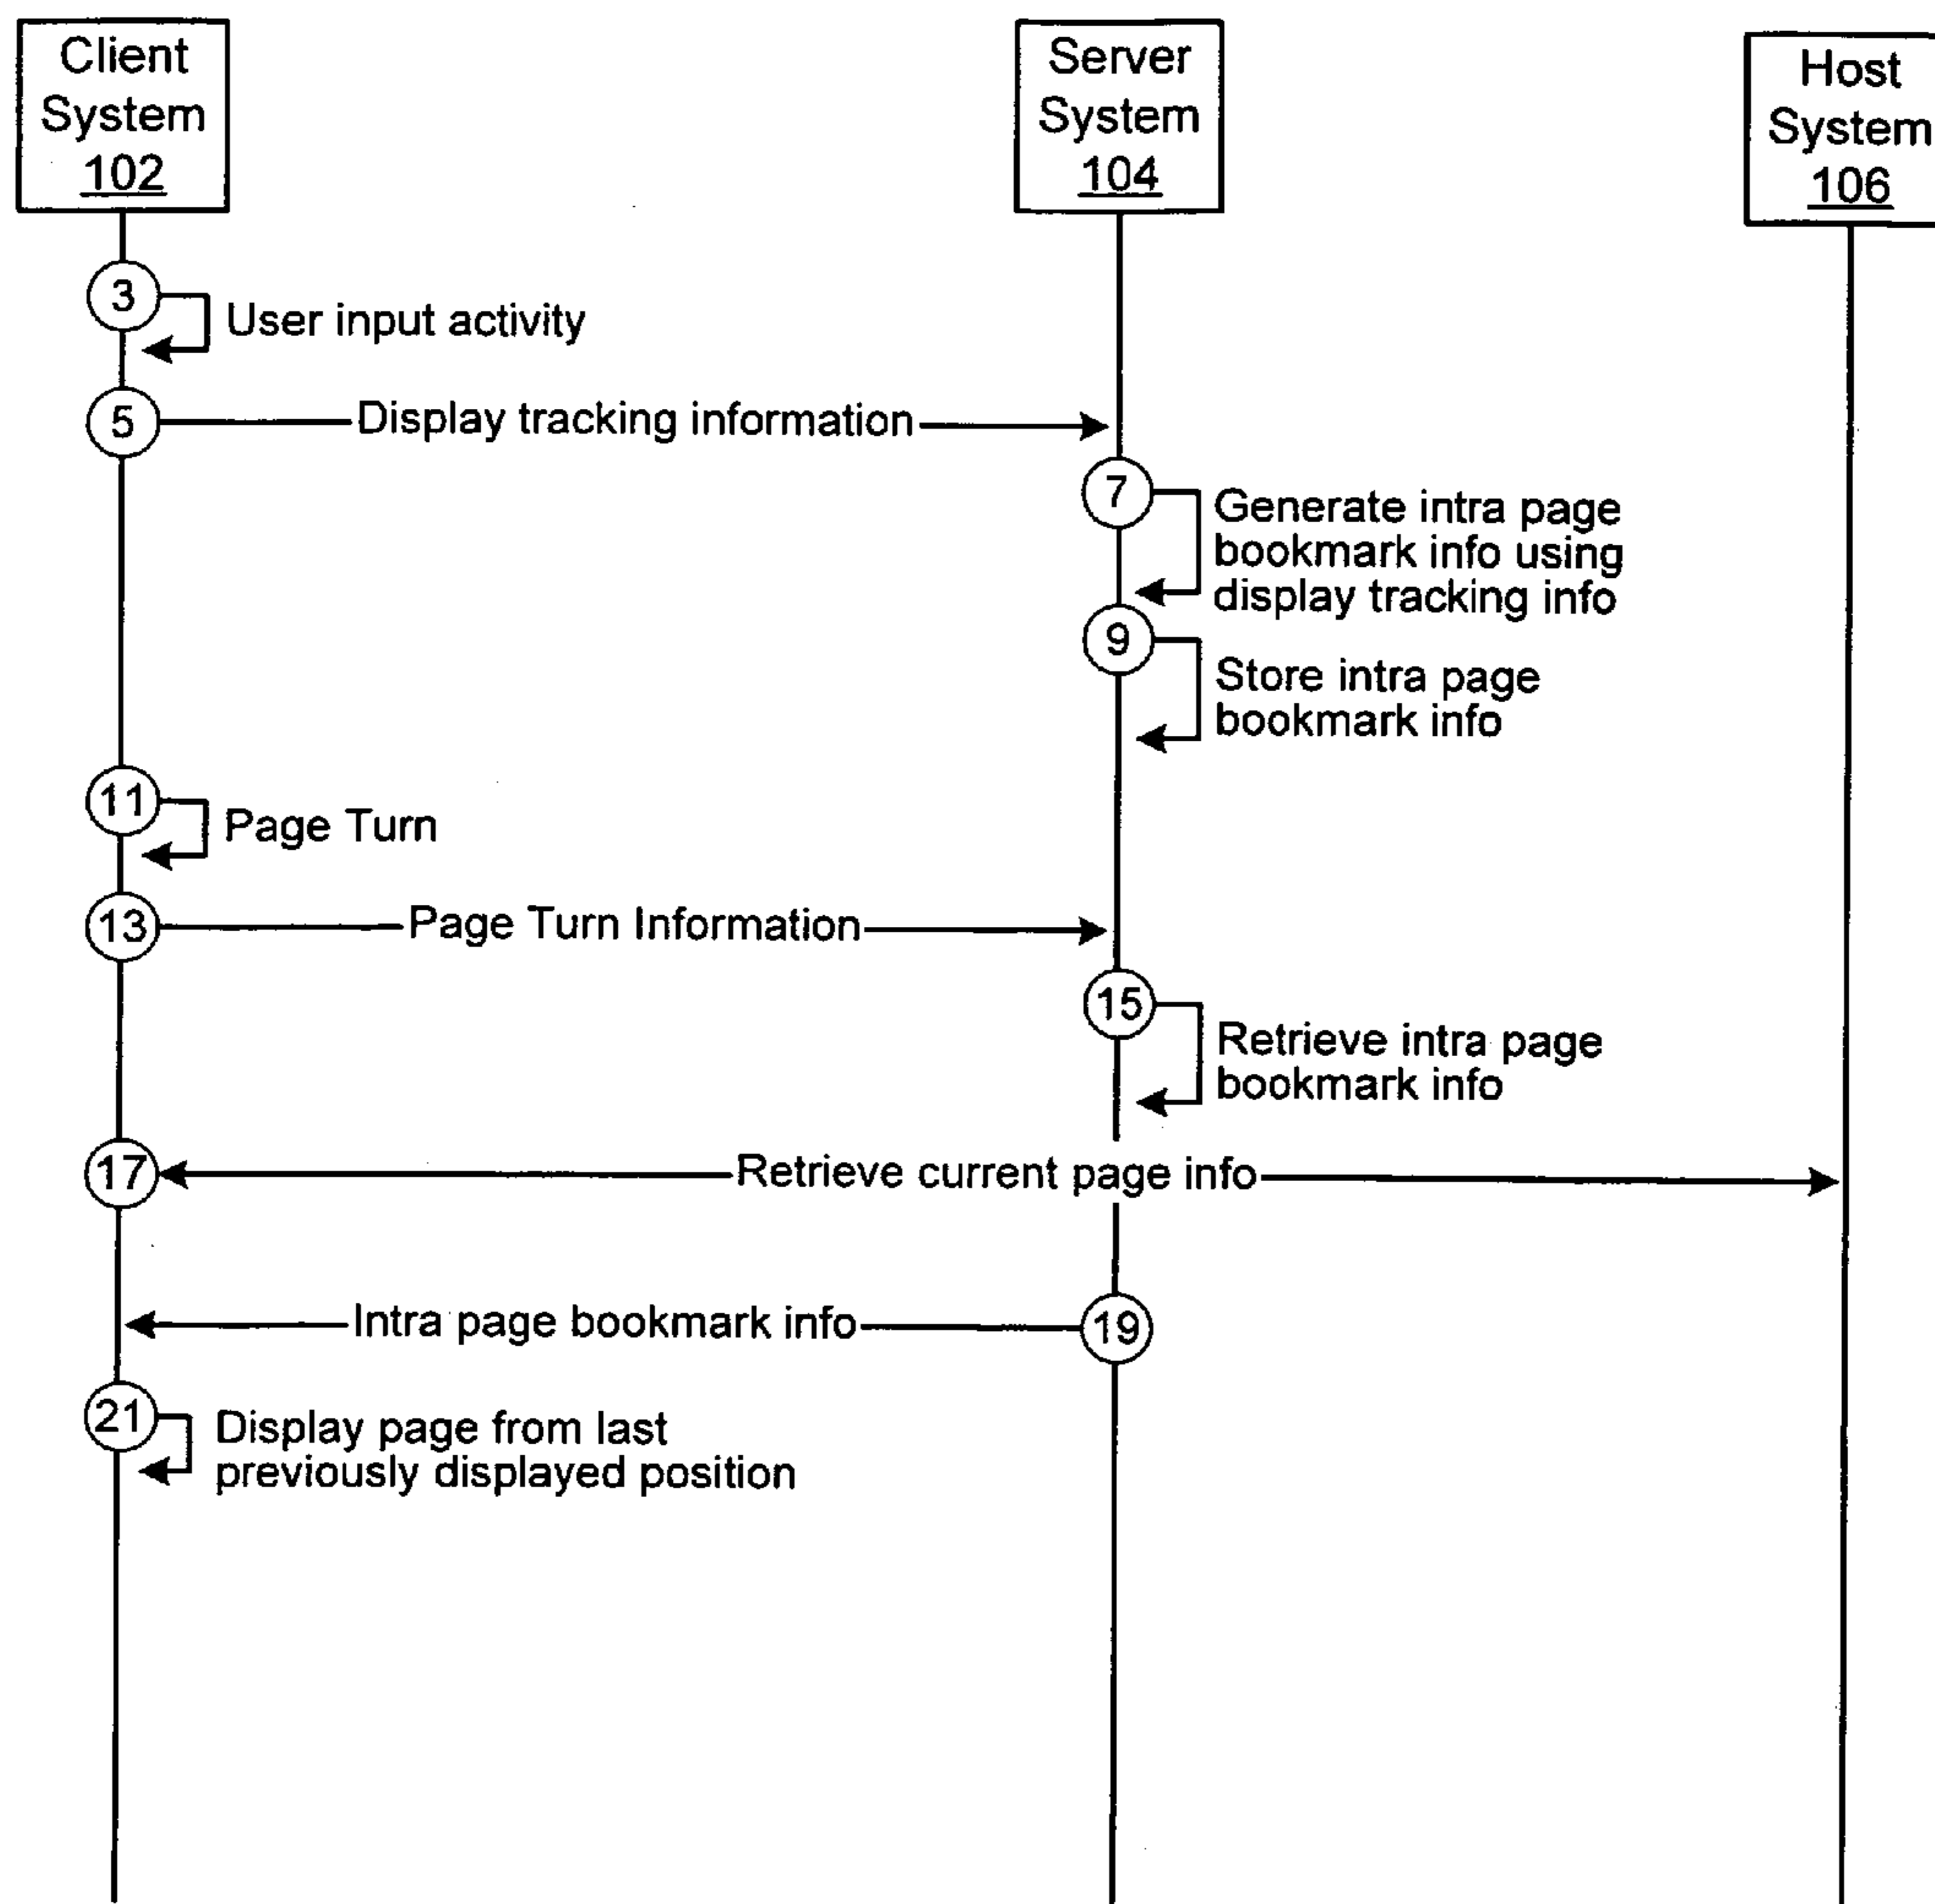 Client
System
102
Server
System
104
Host
System
106
3
User input activity
5
Display tracking information
7
Generate intra page
bookmark info using
display tracking info
9
Store intra page
bookmark info
11
Page Turn
13
Page Turn Information
15
Retrieve intra page
bookmark info
17
Retrieve current page info
Intra page bookmark info
19
21
Display page from last
previously displayed position